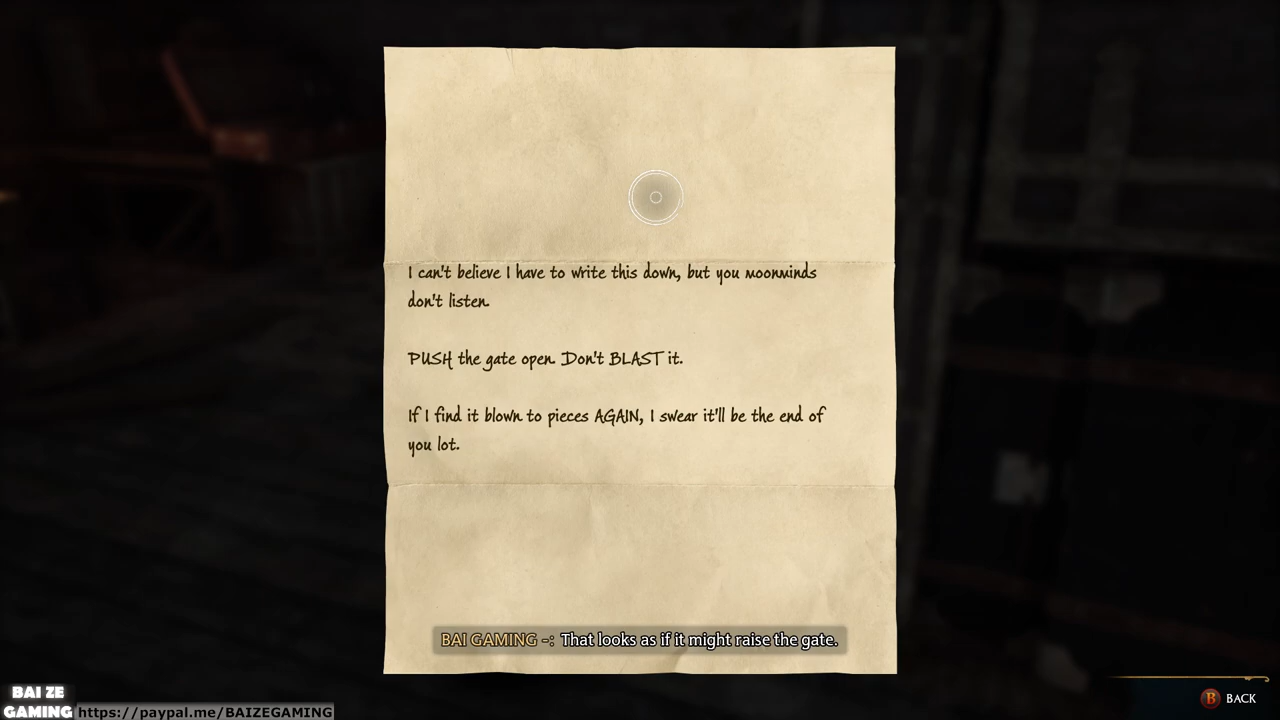 I can't believe I have to write this down, but you moonminds
don't listen.
PUSH the gate open. Don't BLAST it.
If I find it blown to pieces AGAIN, I swear it'll be the end of
you lot.
BAI GAMING -: That looks as if it might raise the gate.
BAI ZE
GAMING https://paypal.me/BAIZEGAMING
B BACK